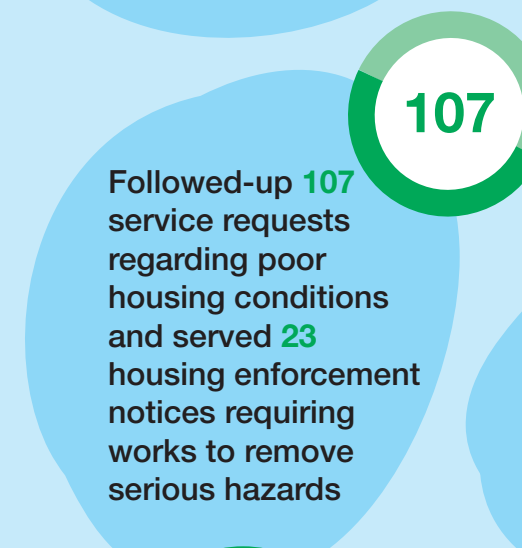 107
Followed-up 107
service requests
regarding poor
housing conditions
and served 23
housing enforcement
notices requiring
works to remove
serious hazards